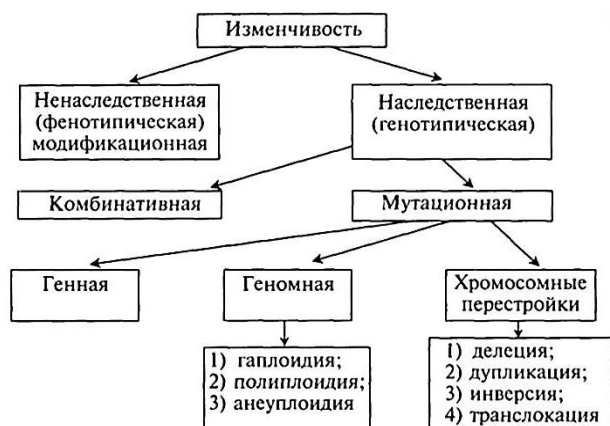 Изменчивость
Ненаследственная
(фенотипическая)
модификационная
Наследственная
(генотипическая)
Комбинативная
Мутационная
Генная
Геномная
Хромосомные
перестройки
1) гаплоидия;
2) полиплоидия;
3) анеуплоидия
1) делеция;
2) дупликация;
3) инверсия;
4) транслокация